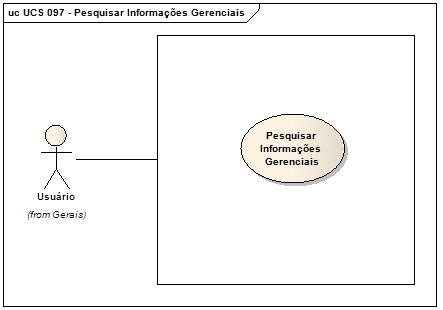 uc UCS 097 - Pesquisar Informações Gerenciais
Pesquisar
Informações
Gerenciais
Usuário
(from Gerais)